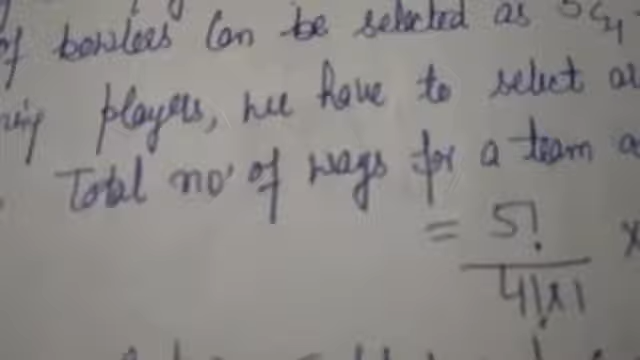 of bowlers can be selected as 5C4
players, we have to select
Total no. of ways for a team
= 5! / 4!x1 x